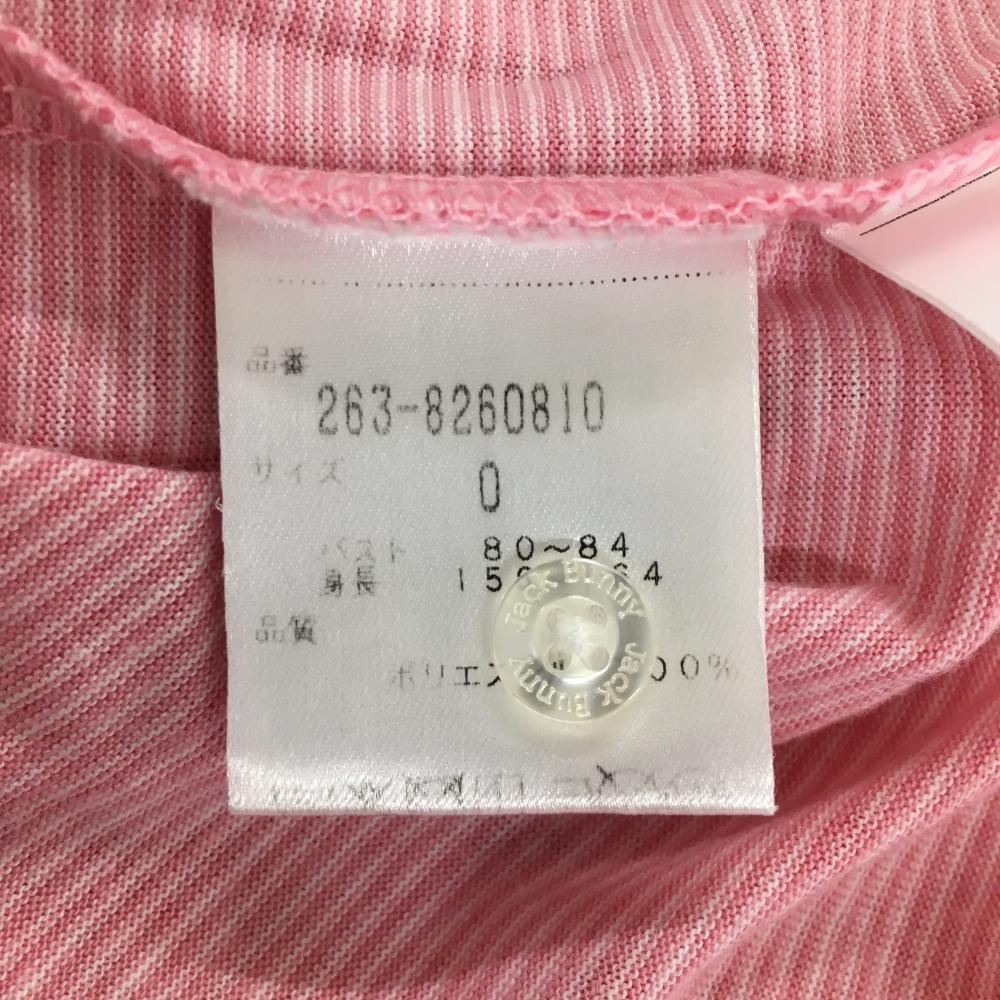 品番
263-8260810
サイズ
0
バスト 80~84
身長 15 64
品質
ポリエス 00%
Jack Bunny
Jack Bunny